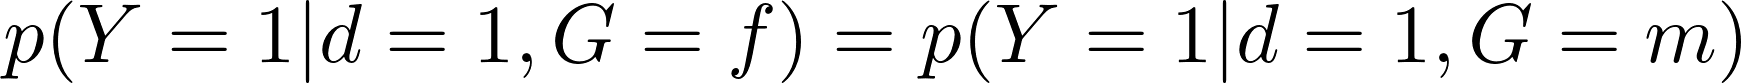 p(Y = 1|d = 1, G = f) = p(Y = 1|d = 1, G = m)